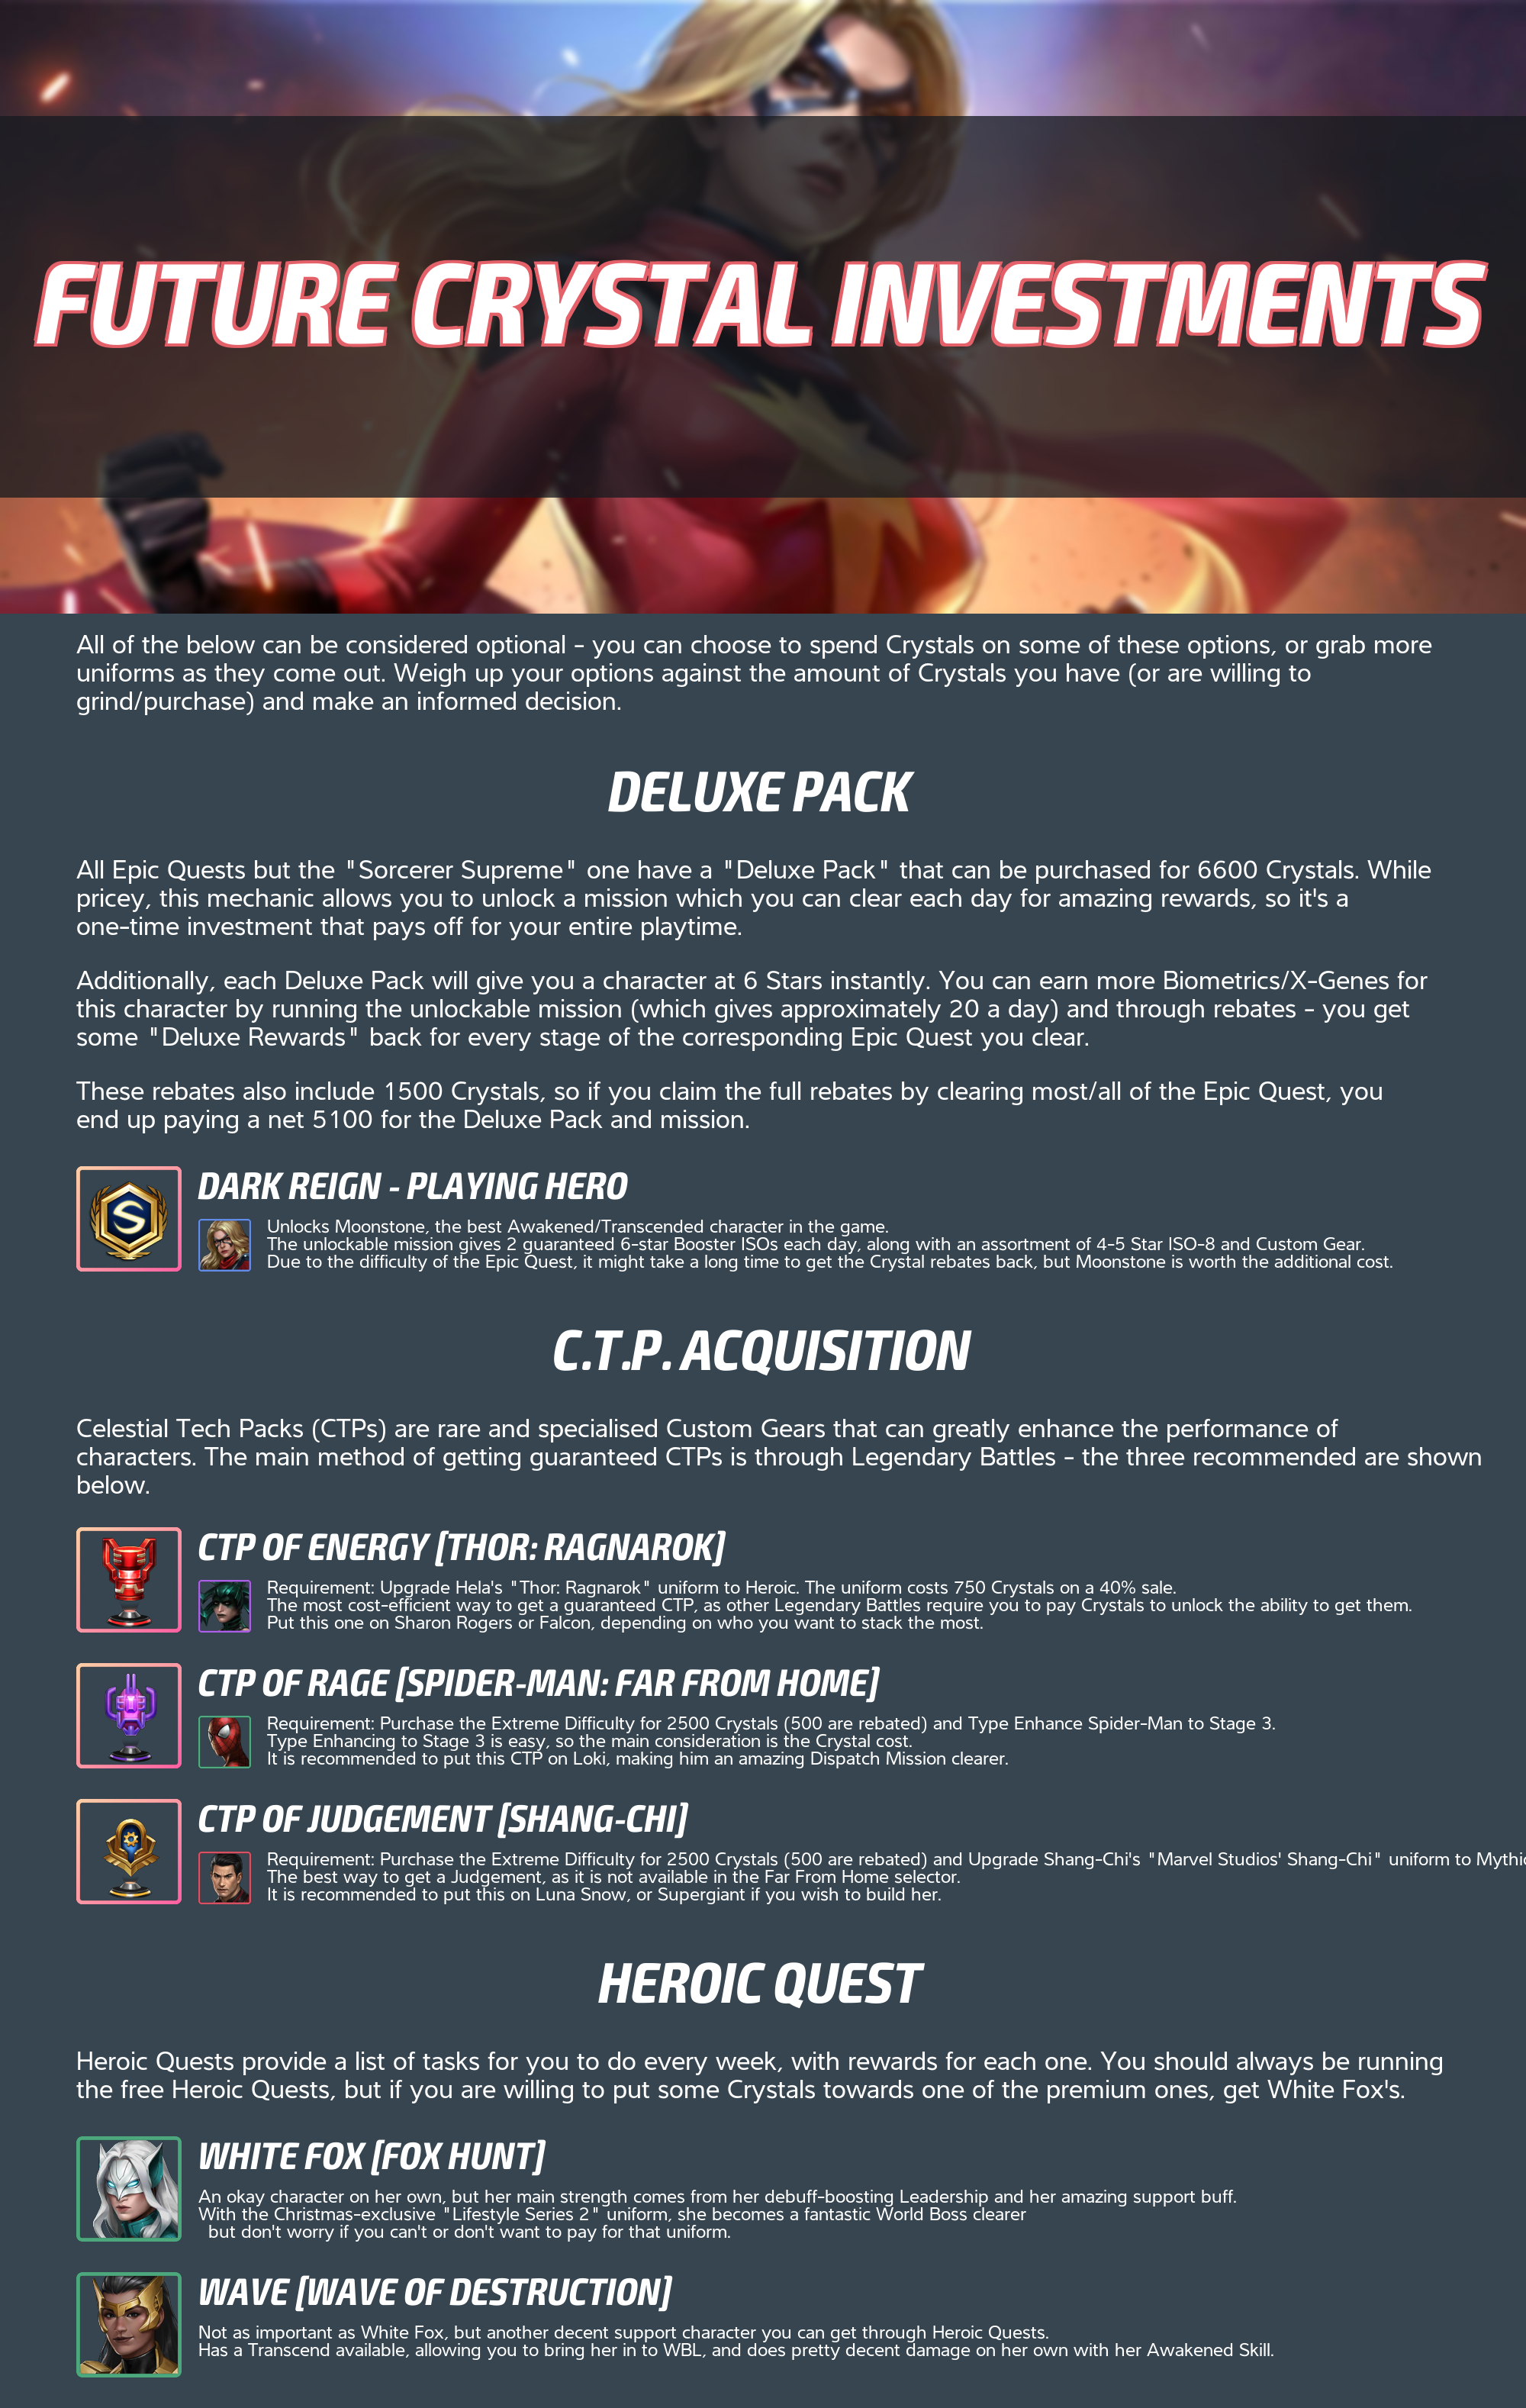 FUTURE CRYSTAL INVESTMENTS
All of the below can be considered optional - you can choose to spend Crystals on some of these options, or grab more
uniforms as they come out. Weigh up your options against the amount of Crystals you have (or are willing to
grind/purchase) and make an informed decision.
DELUXE PACK
All Epic Quests but the "Sorcerer Supreme" one have a "Deluxe Pack" that can be purchased for 6600 Crystals. While
pricey, this mechanic allows you to unlock a mission which you can clear each day for amazing rewards, so it's a
one-time investment that pays off for your entire playtime.
Additionally, each Deluxe Pack will give you a character at 6 Stars instantly. You can earn more Biometrics/X-Genes for
this character by running the unlockable mission (which gives approximately 20 a day) and through rebates - you get
some "Deluxe Rewards" back for every stage of the corresponding Epic Quest you clear.
These rebates also include 1500 Crystals, so if you claim the full rebates by clearing most/all of the Epic Quest, you
end up paying a net 5100 for the Deluxe Pack and mission.
S
DARK REIGN - PLAYING HERO
Unlocks Moonstone, the best Awakened/Transcended character in the game.
The unlockable mission gives 2 guaranteed 6-star Booster ISOs each day, along with an assortment of 4-5 Star ISO-8 and Custom Gear.
Due to the difficulty of the Epic Quest, it might take a long time to get the Crystal rebates back, but Moonstone is worth the additional cost.
C.T.P. ACQUISITION
Celestial Tech Packs (CTPs) are rare and specialised Custom Gears that can greatly enhance the performance of
characters. The main method of getting guaranteed CTPs is through Legendary Battles - the three recommended are shown
below.
CTP OF ENERGY [THOR: RAGNAROK]
Requirement: Upgrade Hela's "Thor: Ragnarok" uniform to Heroic. The uniform costs 750 Crystals on a 40% sale.
The most cost-efficient way to get a guaranteed CTP, as other Legendary Battles require you to pay Crystals to unlock the ability to get them.
Put this one on Sharon Rogers or Falcon, depending on who you want to stack the most.
CTP OF RAGE [SPIDER-MAN: FAR FROM HOME]
Requirement: Purchase the Extreme Difficulty for 2500 Crystals (500 are rebated) and Type Enhance Spider-Man to Stage 3.
Type Enhancing to Stage 3 is easy, so the main consideration is the Crystal cost.
It is recommended to put this CTP on Loki, making him an amazing Dispatch Mission clearer.
CTP OF JUDGEMENT [SHANG-CHI]
Requirement: Purchase the Extreme Difficulty for 2500 Crystals (500 are rebated) and Upgrade Shang-Chi's "Marvel Studios' Shang-Chi" uniform to Mythic
The best way to get a Judgement, as it is not available in the Far From Home selector.
It is recommended to put this on Luna Snow, or Supergiant if you wish to build her.
HEROIC QUEST
Heroic Quests provide a list of tasks for you to do every week, with rewards for each one. You should always be running
the free Heroic Quests, but if you are willing to put some Crystals towards one of the premium ones, get White Fox's.
WHITE FOX [FOX HUNT]
An okay character on her own, but her main strength comes from her debuff-boosting Leadership and her amazing support buff.
With the Christmas-exclusive "Lifestyle Series 2" uniform, she becomes a fantastic World Boss clearer
but don't worry if you can't or don't want to pay for that uniform.
WAVE [WAVE OF DESTRUCTION]
Not as important as White Fox, but another decent support character you can get through Heroic Quests.
Has a Transcend available, allowing you to bring her in to WBL, and does pretty decent damage on her own with her Awakened Skill.